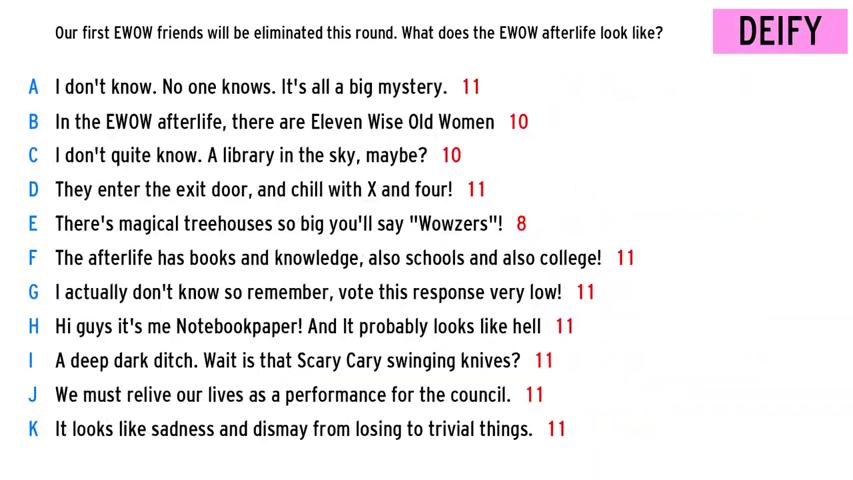 Our first EWOW friends will be eliminated this round. What does the EWOW afterlife look like?
DEIFY
A I don't know. No one knows. It's all a big mystery. 11
B In the EWOW afterlife, there are Eleven Wise Old Women 10
C I don't quite know. A library in the sky, maybe? 10
D They enter the exit door, and chill with X and four! 11
E There's magical treehouses so big you'll say "Wowzers"! 8
F The afterlife has books and knowledge, also schools and also college! 11
G I actually don't know so remember, vote this response very low! 11
H Hi guys it's me Notebookpaper! And It probably looks like hell 11
I A deep dark ditch. Wait is that Scary Cary swinging knives? 11
J We must relive our lives as a performance for the council. 11
K It looks like sadness and dismay from losing to trivial things. 11